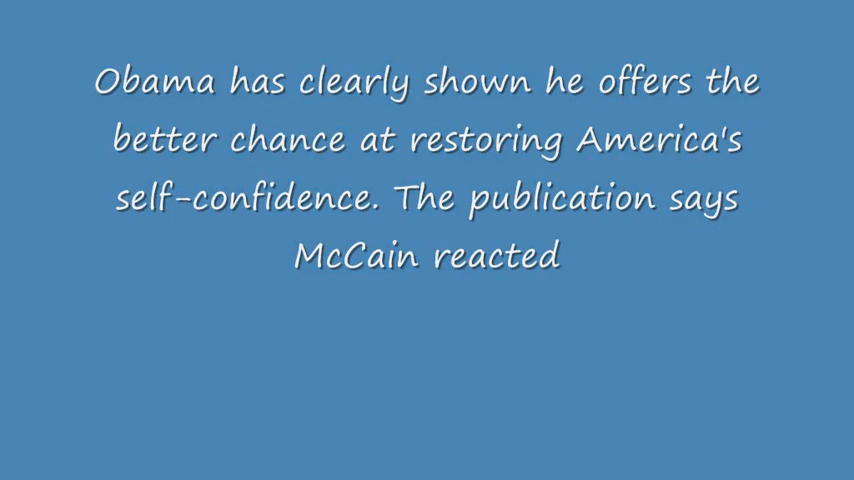 Obama has clearly shown he offers the
better chance at restoring America's
self-confidence. The publication says
McCain reacted